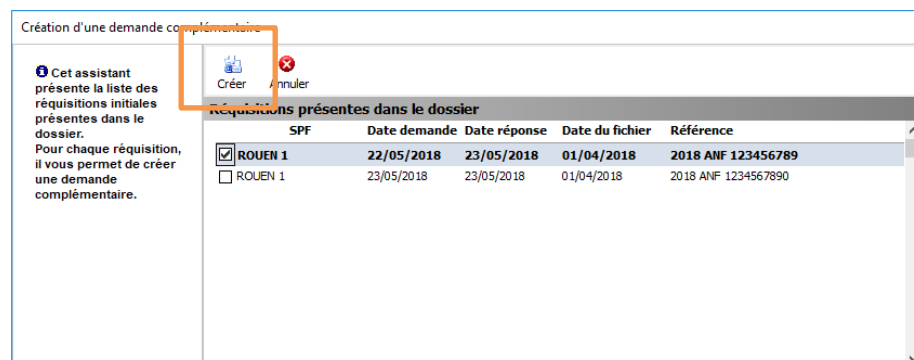 Création d'une demande complémentaire
Cet assistant
présente la liste des
réquisitions initiales
présentes dans le
dossier.
Pour chaque réquisition,
il vous permet de créer
une demande
complémentaire.
Créer Annuler
Réquisitions présentes dans le dossier
SPF Date demande Date réponse Date du fichier Référence
ROUEN 1 22/05/2018 23/05/2018 01/04/2018 2018 ANF 123456789
ROUEN 1 23/05/2018 23/05/2018 01/04/2018 2018 ANF 1234567890